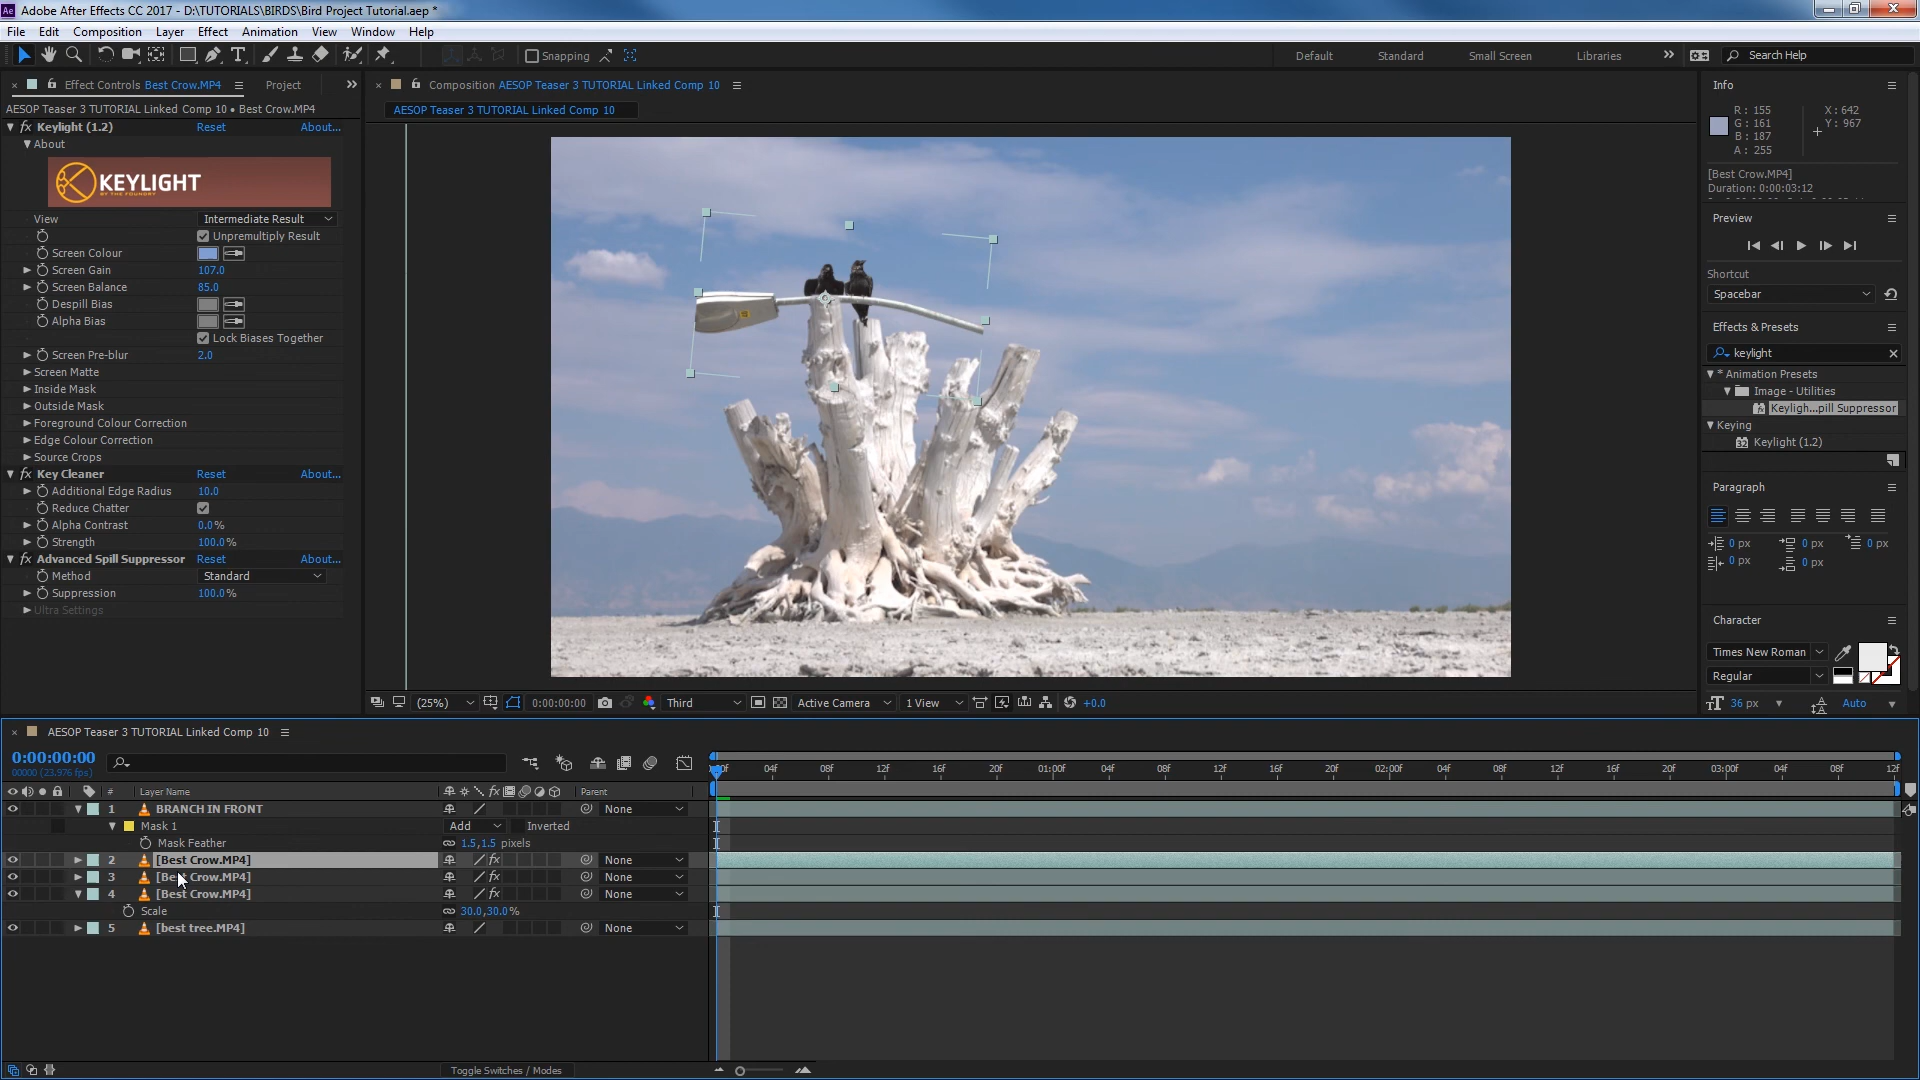 Adobe After Effects CC 2017 - D:\TUTORIALS\BIRDS\Bird Project Tutorial.aep *
File Edit Composition Layer Effect Animation View Window Help
Snapping
Default Standard Small Screen Libraries Search Help
Effect Controls Best Crow.MP4 Project
AESOP Teaser 3 TUTORIAL Linked Comp 10 • Best Crow.MP4
fx Keylight (1.2) Reset About...
About
KEYLIGHT
BY THE FOUNDRY
View Intermediate Result
Unpremultiply Result
Screen Colour
Screen Gain 107.0
Screen Balance 85.0
Despill Bias
Alpha Bias
Lock Biases Together
Screen Pre-blur 2.0
Screen Matte
Inside Mask
Outside Mask
Foreground Colour Correction
Edge Colour Correction
Source Crops
fx Key Cleaner Reset About...
Additional Edge Radius 10.0
Reduce Chatter
Alpha Contrast 0.0%
Strength 100.0%
fx Advanced Spill Suppressor Reset About...
Method Standard
Suppression 100.0%
Ultra Settings
Composition AESOP Teaser 3 TUTORIAL Linked Comp 10
AESOP Teaser 3 TUTORIAL Linked Comp 10
(25%) 0:00:00:00 Third Active Camera 1 View +0.0
Info
R : 155 X : 642
G : 161 Y : 967
B : 187
A : 255
[Best Crow.MP4]
Duration: 0:00:03:12
Preview
Shortcut
Spacebar
Effects & Presets
keylight
* Animation Presets
Image - Utilities
Keyligh...pill Suppressor
Keying
Keylight (1.2)
Paragraph
0 px 0 px 0 px
0 px 0 px
Character
Times New Roman
Regular
36 px Auto
AESOP Teaser 3 TUTORIAL Linked Comp 10
0:00:00:00
00000 (23.976 fps)
# Layer Name fx Parent
04f 08f 12f 16f 20f 01:00f 04f 08f 12f 16f 20f 02:00f 04f 08f 12f 16f 20f 03:00f 04f 08f 12f
1 BRANCH IN FRONT None
Mask 1 Add Inverted
Mask Feather 1.5,1.5 pixels
2 [Best Crow.MP4] fx None
3 [Best Crow.MP4] fx None
4 [Best Crow.MP4] fx None
Scale 30.0,30.0%
5 [best tree.MP4] None
Toggle Switches / Modes